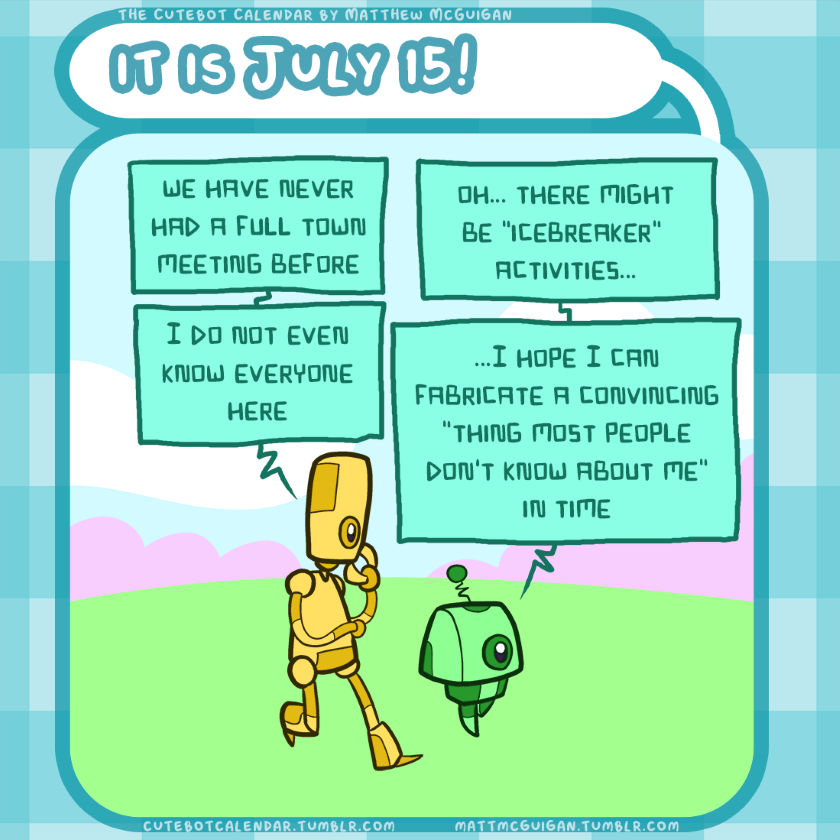 THE CUTEBOT CALENDAR BY MATTHEW MCGUIGAN
IT IS JULY 15!
WE HAVE NEVER
HAD A FULL TOWN
MEETING BEFORE
I DO NOT EVEN
KNOW EVERYONE
HERE
OH... THERE MIGHT
BE "ICEBREAKER"
ACTIVITIES...
...I HOPE I CAN
FABRICATE A CONVINCING
"THING MOST PEOPLE
DON'T KNOW ABOUT ME"
IN TIME
CUTEBOTCALENDAR.TUMBLR.COM
MATTMCGUIGAN.TUMBLR.COM